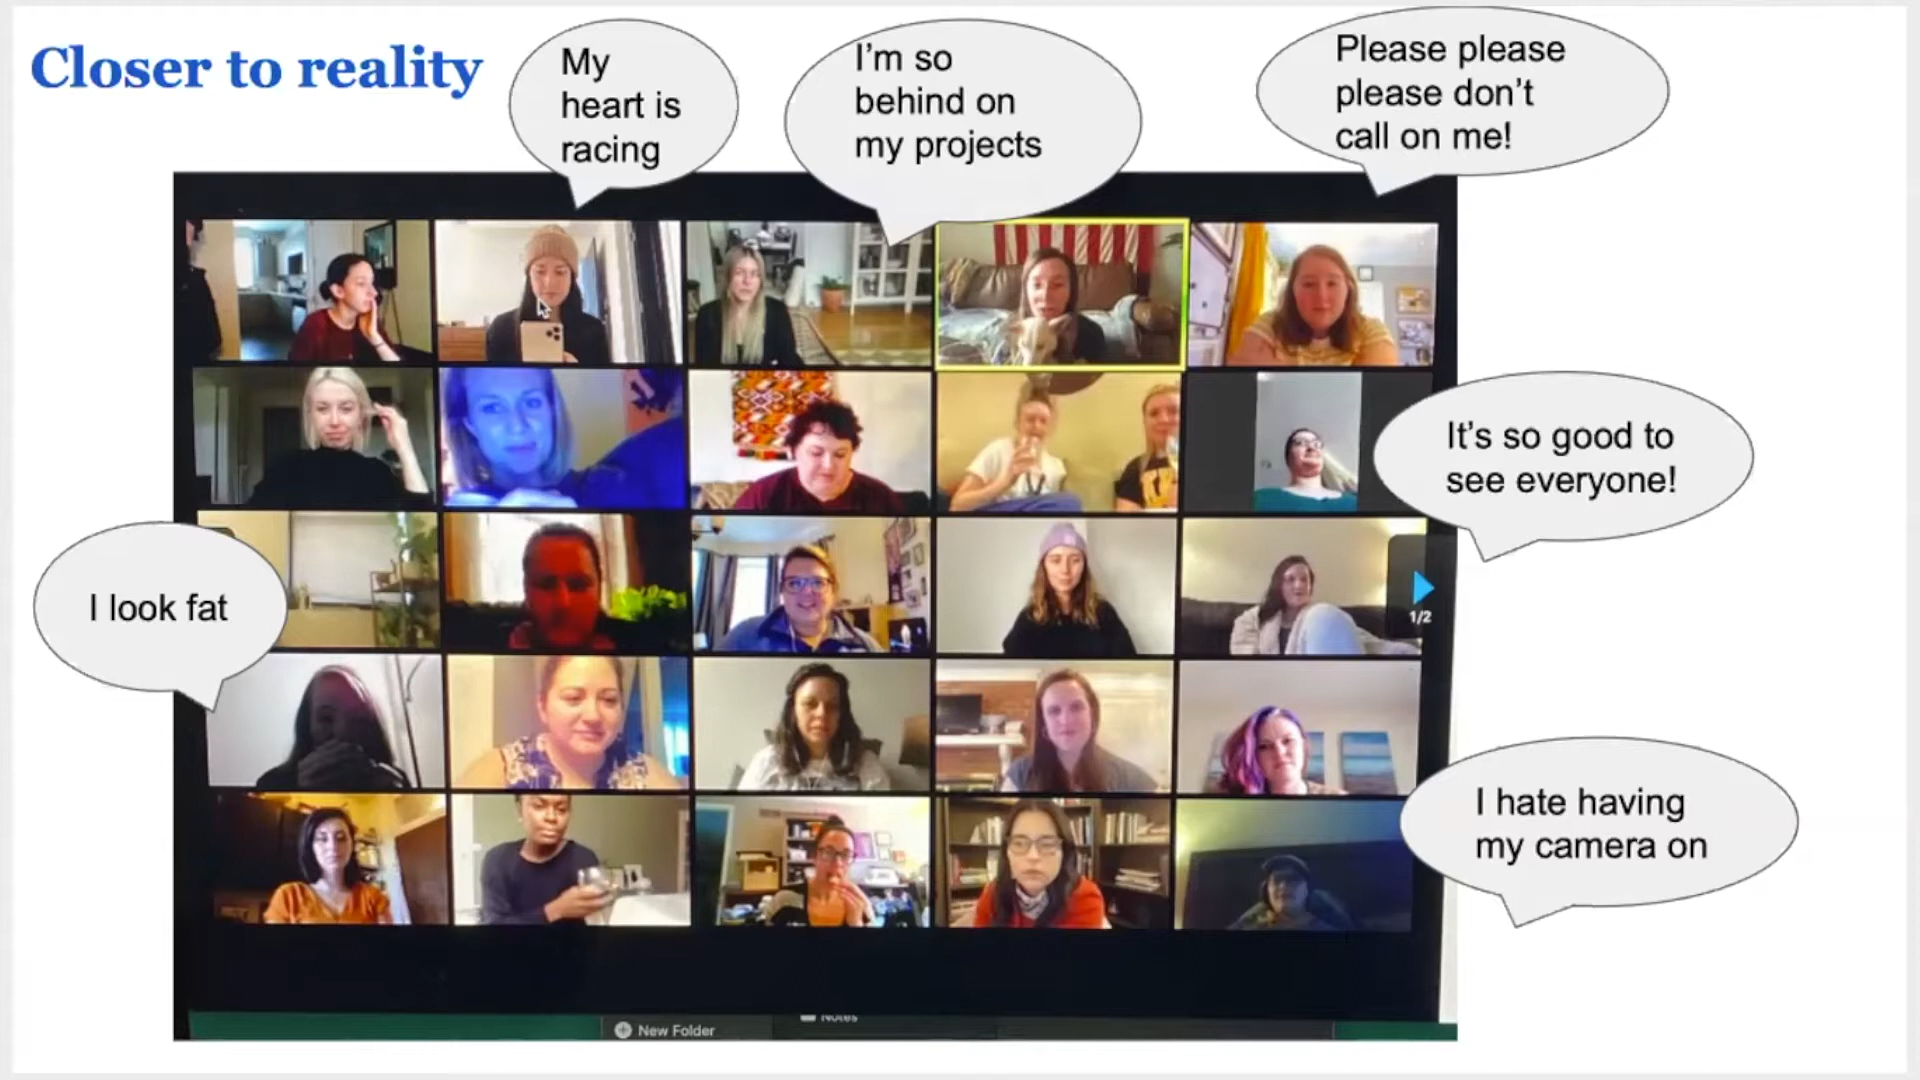 Closer to reality
My
heart is
racing
I'm so
behind on
my projects
Please please
please don't
call on me!
It's so good to
see everyone!
I look fat
1/2
I hate having
my camera on
Notes
New Folder